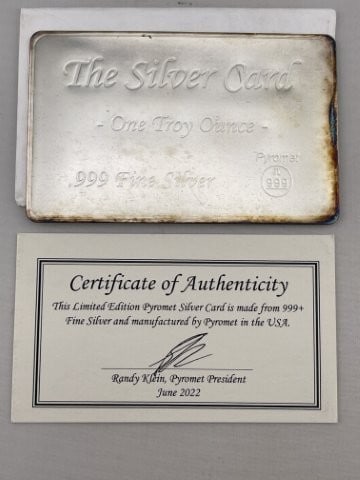 The Silver Card
- One Troy Ounce -
Pyromet
.999 Fine Silver
999
Certificate of Authenticity
This Limited Edition Pyromet Silver Card is made from 999+
Fine Silver and manufactured by Pyromet in the USA.
Randy Klein, Pyromet President
June 2022